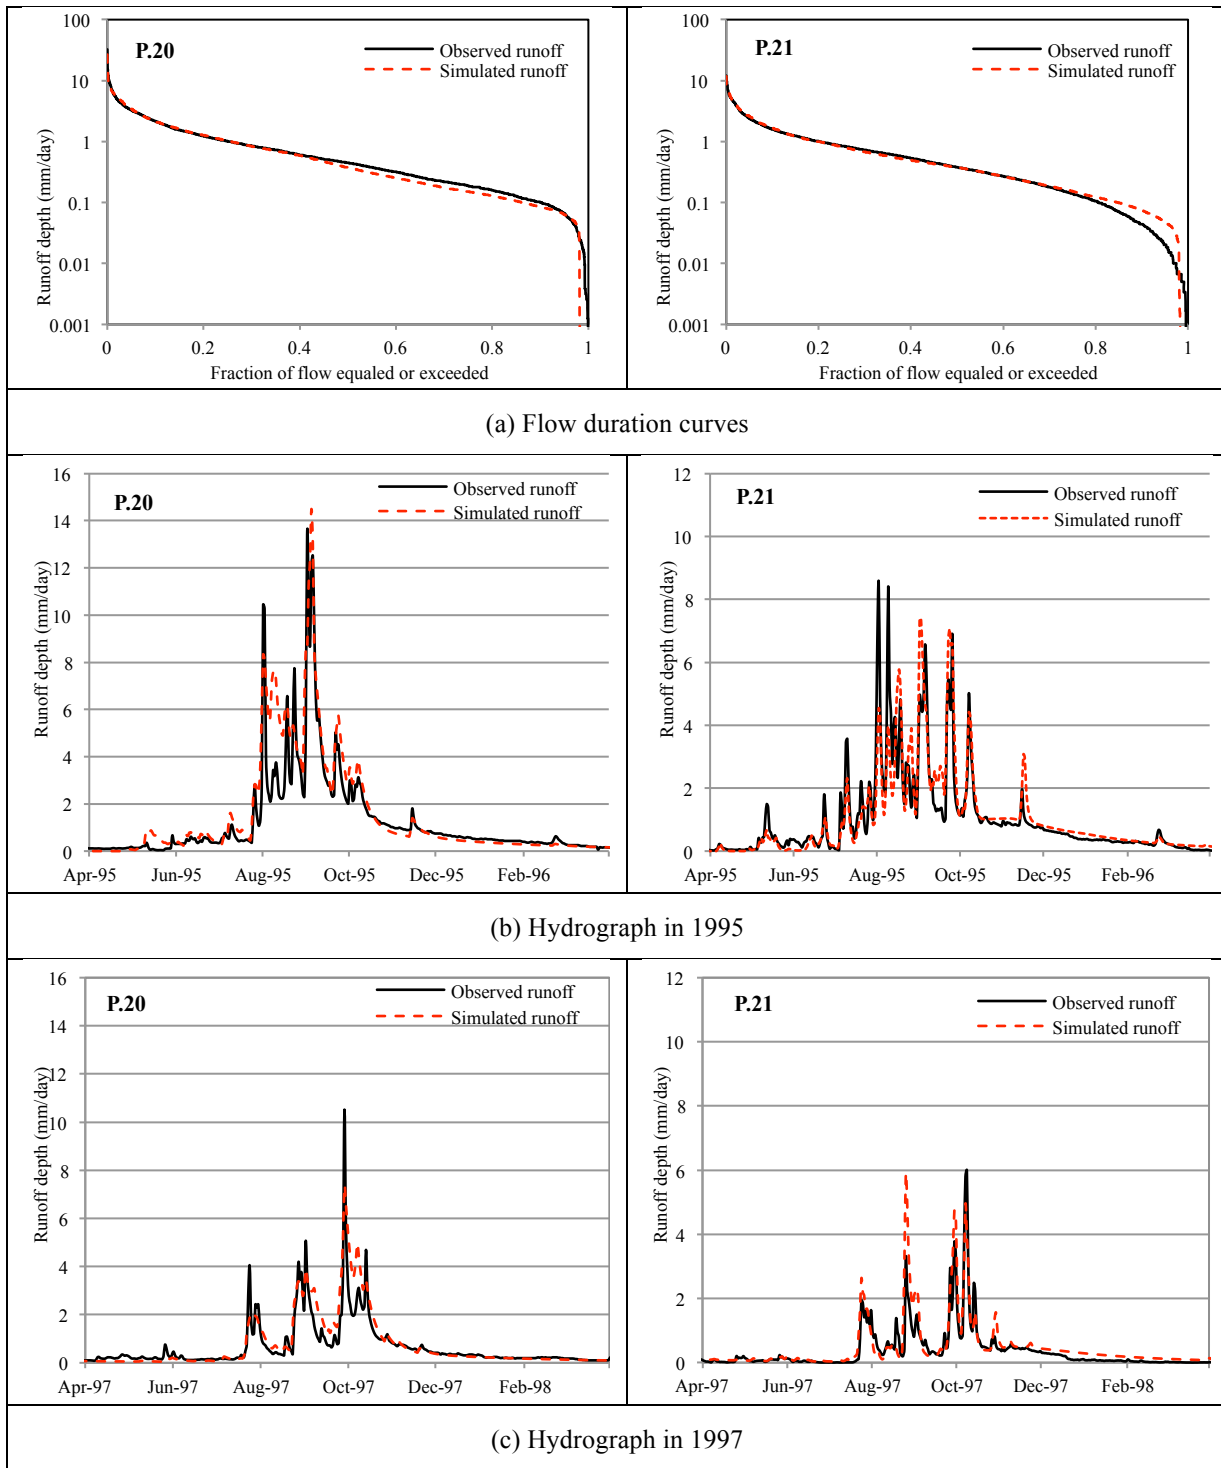 P.20
Observed runoff
Simulated runoff
Runoff depth (mm/day)
100
10
1
0.1
0.01
0.001
0 0.2 0.4 0.6 0.8 1
Fraction of flow equaled or exceeded
P.21
Observed runoff
Simulated runoff
Runoff depth (mm/day)
100
10
1
0.1
0.01
0.001
0 0.2 0.4 0.6 0.8 1
Fraction of flow equaled or exceeded
(a) Flow duration curves
P.20
Observed runoff
Simulated runoff
Runoff depth (mm/day)
16
14
12
10
8
6
4
2
0
Apr-95 Jun-95 Aug-95 Oct-95 Dec-95 Feb-96
P.21
Observed runoff
Simulated runoff
Runoff depth (mm/day)
12
10
8
6
4
2
0
Apr-95 Jun-95 Aug-95 Oct-95 Dec-95 Feb-96
(b) Hydrograph in 1995
P.20
Observed runoff
Simulated runoff
Runoff depth (mm/day)
16
14
12
10
8
6
4
2
0
Apr-97 Jun-97 Aug-97 Oct-97 Dec-97 Feb-98
P.21
Observed runoff
Simulated runoff
Runoff depth (mm/day)
12
10
8
6
4
2
0
Apr-97 Jun-97 Aug-97 Oct-97 Dec-97 Feb-98
(c) Hydrograph in 1997